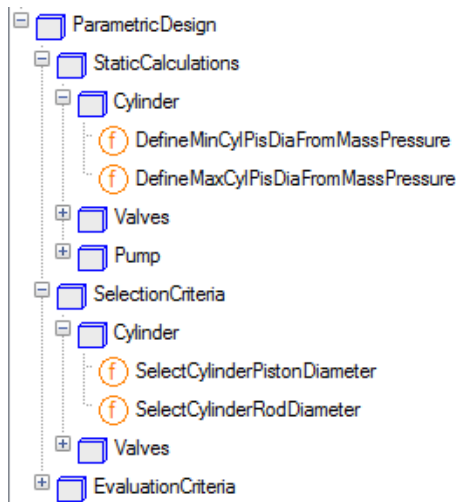 ParametricDesign
StaticCalculations
Cylinder
f DefineMinCylPisDiaFromMassPressure
f DefineMaxCylPisDiaFromMassPressure
Valves
Pump
SelectionCriteria
Cylinder
f SelectCylinderPistonDiameter
f SelectCylinderRodDiameter
Valves
EvaluationCriteria